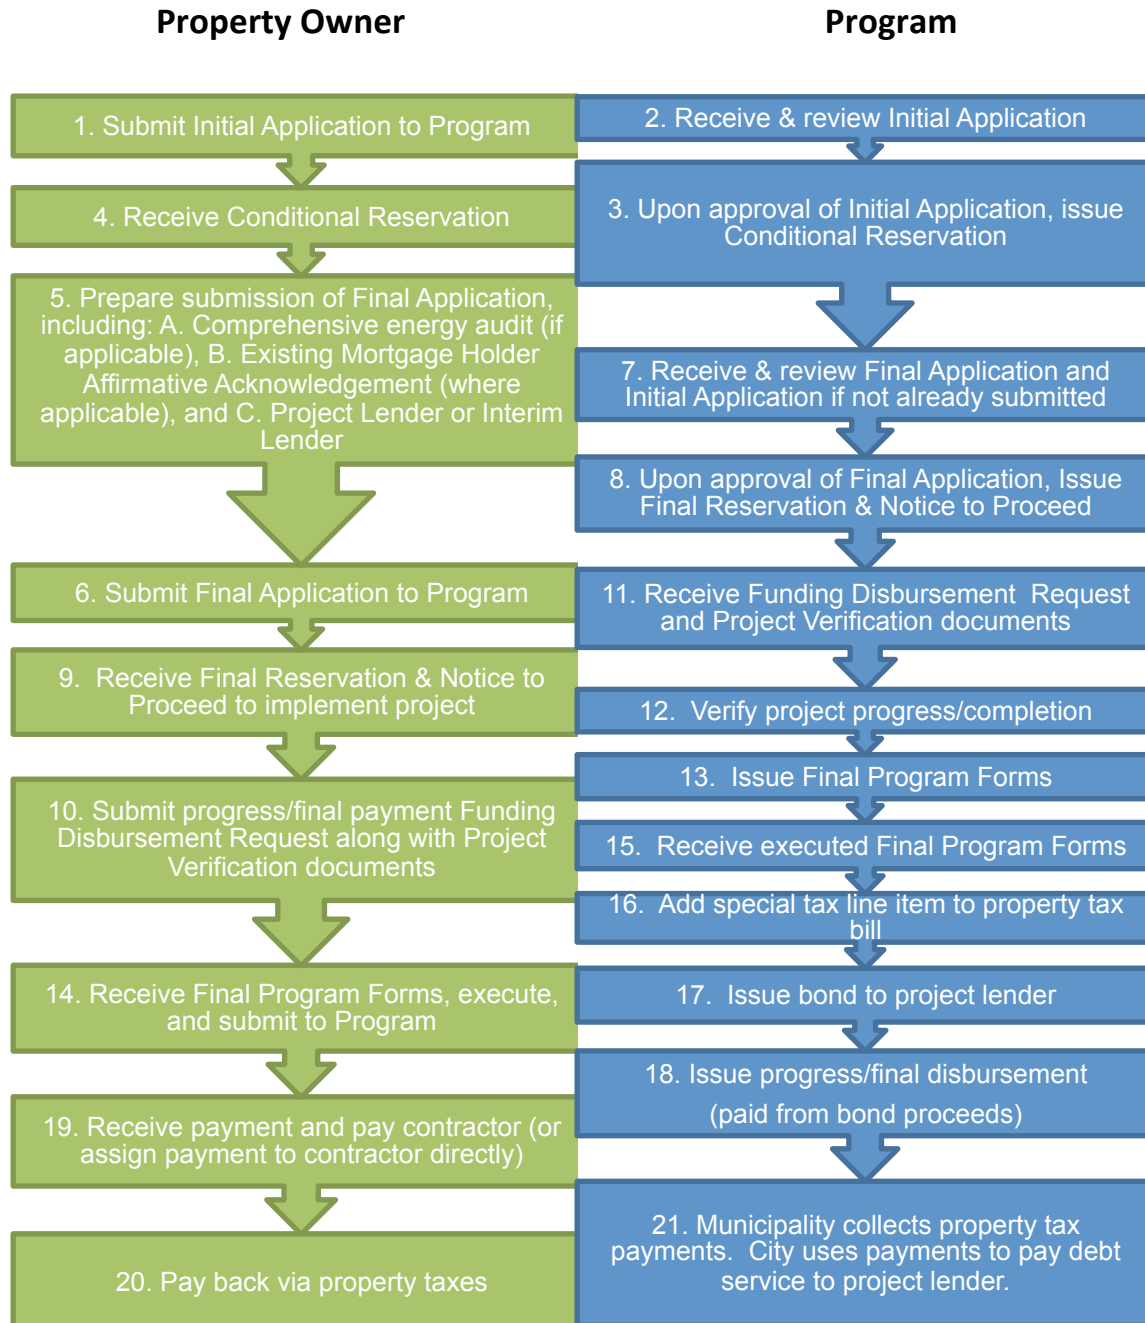 Property Owner
Program
1. Submit Initial Application to Program
4. Receive Conditional Reservation
5. Prepare submission of Final Application,
including: A. Comprehensive energy audit (if
applicable), B. Existing Mortgage Holder
Affirmative Acknowledgement (where
applicable), and C. Project Lender or Interim
Lender
6. Submit Final Application to Program
9. Receive Final Reservation & Notice to
Proceed to implement project
10. Submit progress/final payment Funding
Disbursement Request along with Project
Verification documents
14. Receive Final Program Forms, execute,
and submit to Program
19. Receive payment and pay contractor (or
assign payment to contractor directly)
20. Pay back via property taxes
2. Receive & review Initial Application
3. Upon approval of Initial Application, issue
Conditional Reservation
7. Receive & review Final Application and
Initial Application if not already submitted
8. Upon approval of Final Application, Issue
Final Reservation & Notice to Proceed
11. Receive Funding Disbursement Request
and Project Verification documents
12. Verify project progress/completion
13. Issue Final Program Forms
15. Receive executed Final Program Forms
16. Add special tax line item to property tax
bill
17. Issue bond to project lender
18. Issue progress/final disbursement
(paid from bond proceeds)
21. Municipality collects property tax
payments. City uses payments to pay debt
service to project lender.